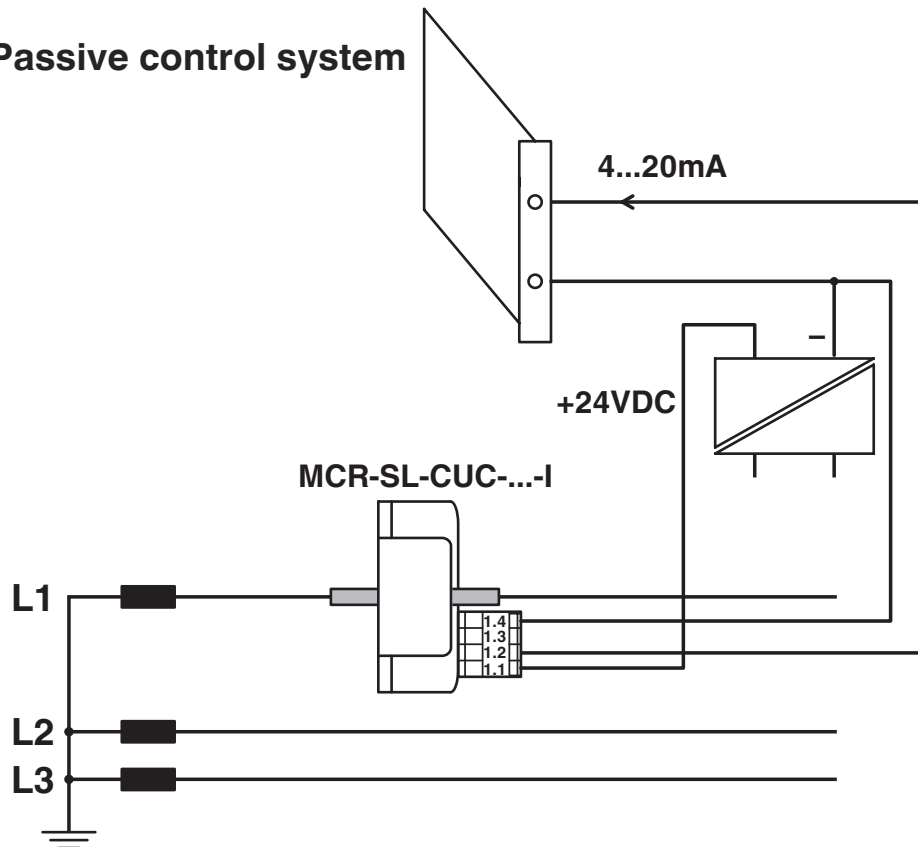 Passive control system
4...20mA
–
+24VDC
MCR-SL-CUC-...-I
L1
1.4
1.3
1.2
1.1
L2
L3